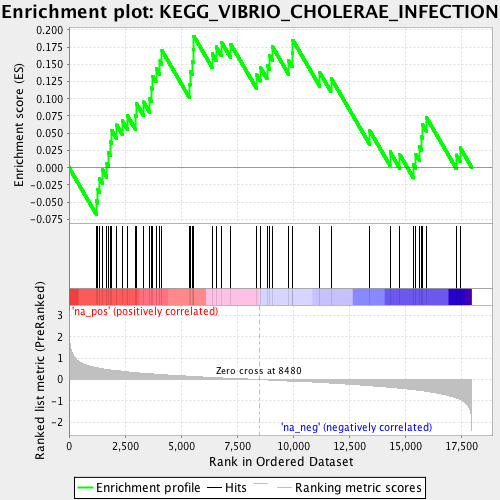 Enrichment plot: KEGG_VIBRIO_CHOLERAE_INFECTION
Enrichment score (ES)
0.200
0.175
0.150
0.125
0.100
0.075
0.050
0.025
0.000
-0.025
-0.050
-0.075
'na_pos' (positively correlated)
Ranked list metric (PreRanked)
3
2
1
0
-1
-2
Zero cross at 8480
'na_neg' (negatively correlated)
0
2,500
5,000
7,500
10,000
12,500
15,000
17,500
Rank in Ordered Dataset
Enrichment profile
Hits
Ranking metric scores